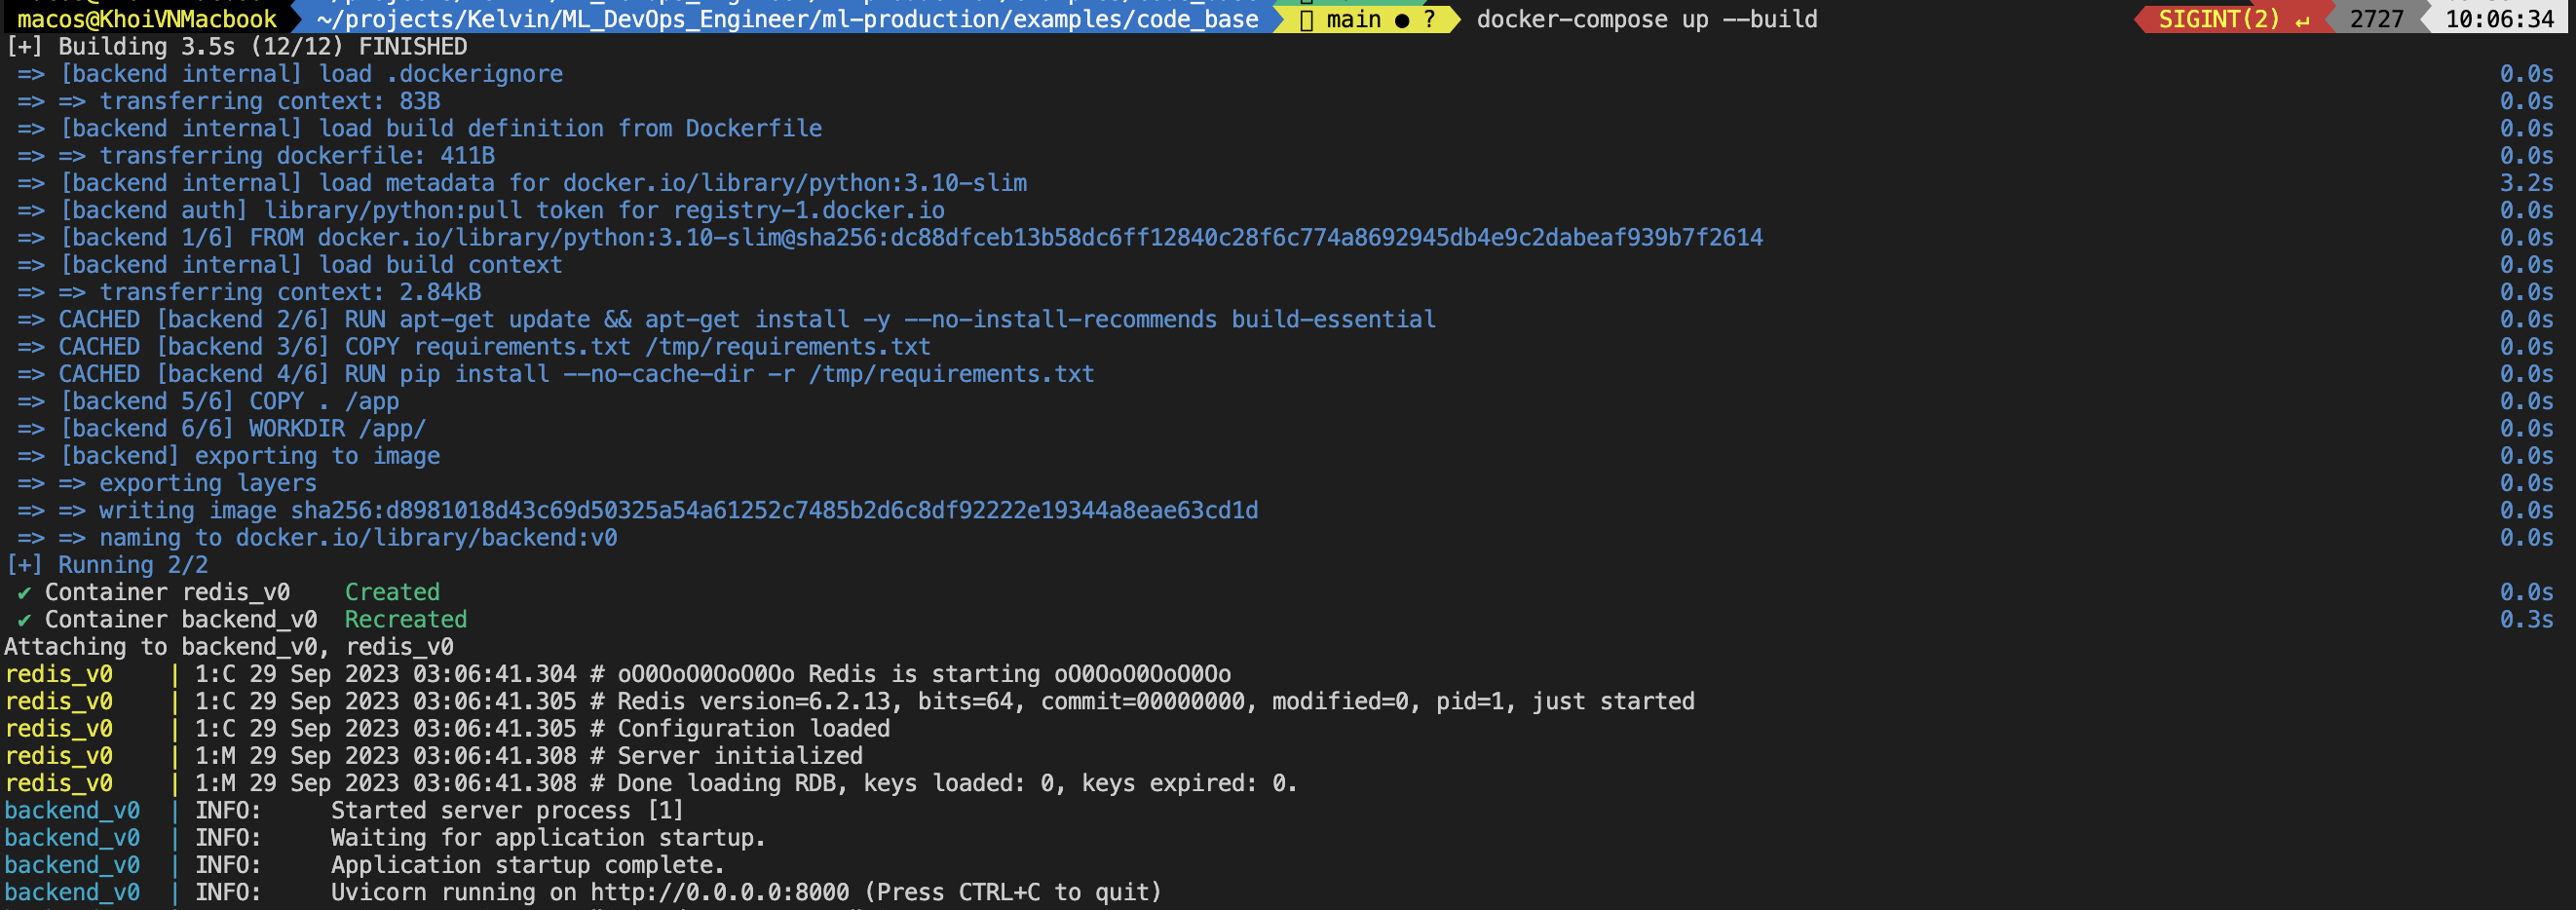 macos@KhoiVNMacbook ~/projects/Kelvin/ML_DevOps_Engineer/ml-production/examples/code_base main ● ? docker-compose up --build SIGINT(2) ↵ 2727 10:06:34
[+] Building 3.5s (12/12) FINISHED
=> [backend internal] load .dockerignore 0.0s
=> => transferring context: 83B 0.0s
=> [backend internal] load build definition from Dockerfile 0.0s
=> => transferring dockerfile: 411B 0.0s
=> [backend internal] load metadata for docker.io/library/python:3.10-slim 3.2s
=> [backend auth] library/python:pull token for registry-1.docker.io 0.0s
=> [backend 1/6] FROM docker.io/library/python:3.10-slim@sha256:dc88dfceb13b58dc6ff12840c28f6c774a8692945db4e9c2dabeaf939b7f2614 0.0s
=> [backend internal] load build context 0.0s
=> => transferring context: 2.84kB 0.0s
=> CACHED [backend 2/6] RUN apt-get update && apt-get install -y --no-install-recommends build-essential 0.0s
=> CACHED [backend 3/6] COPY requirements.txt /tmp/requirements.txt 0.0s
=> CACHED [backend 4/6] RUN pip install --no-cache-dir -r /tmp/requirements.txt 0.0s
=> [backend 5/6] COPY . /app 0.0s
=> [backend 6/6] WORKDIR /app/ 0.0s
=> [backend] exporting to image 0.0s
=> => exporting layers 0.0s
=> => writing image sha256:d8981018d43c69d50325a54a61252c7485b2d6c8df92222e19344a8eae63cd1d 0.0s
=> => naming to docker.io/library/backend:v0 0.0s
[+] Running 2/2
✔ Container redis_v0 Created 0.0s
✔ Container backend_v0 Recreated 0.3s
Attaching to backend_v0, redis_v0
redis_v0 | 1:C 29 Sep 2023 03:06:41.304 # oO0OoO0OoO0Oo Redis is starting oO0OoO0OoO0Oo
redis_v0 | 1:C 29 Sep 2023 03:06:41.305 # Redis version=6.2.13, bits=64, commit=00000000, modified=0, pid=1, just started
redis_v0 | 1:C 29 Sep 2023 03:06:41.305 # Configuration loaded
redis_v0 | 1:M 29 Sep 2023 03:06:41.308 # Server initialized
redis_v0 | 1:M 29 Sep 2023 03:06:41.308 # Done loading RDB, keys loaded: 0, keys expired: 0.
backend_v0 | INFO: Started server process [1]
backend_v0 | INFO: Waiting for application startup.
backend_v0 | INFO: Application startup complete.
backend_v0 | INFO: Uvicorn running on http://0.0.0.0:8000 (Press CTRL+C to quit)